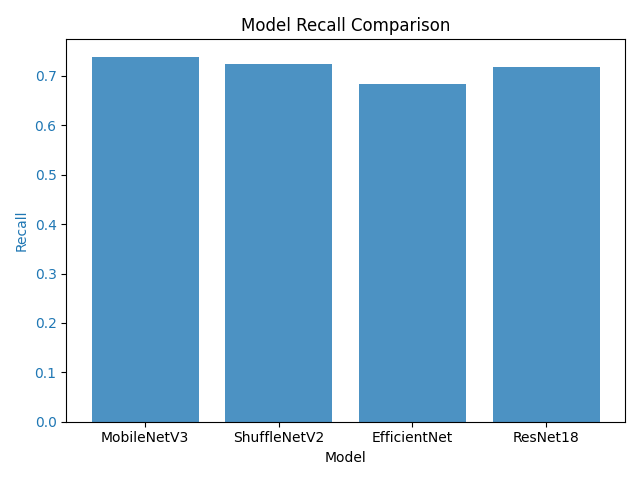 Model Recall Comparison
0.7
0.6
0.5
0.4
0.3
0.2
0.1
0.0
Recall
MobileNetV3 ShuffleNetV2 EfficientNet ResNet18
Model